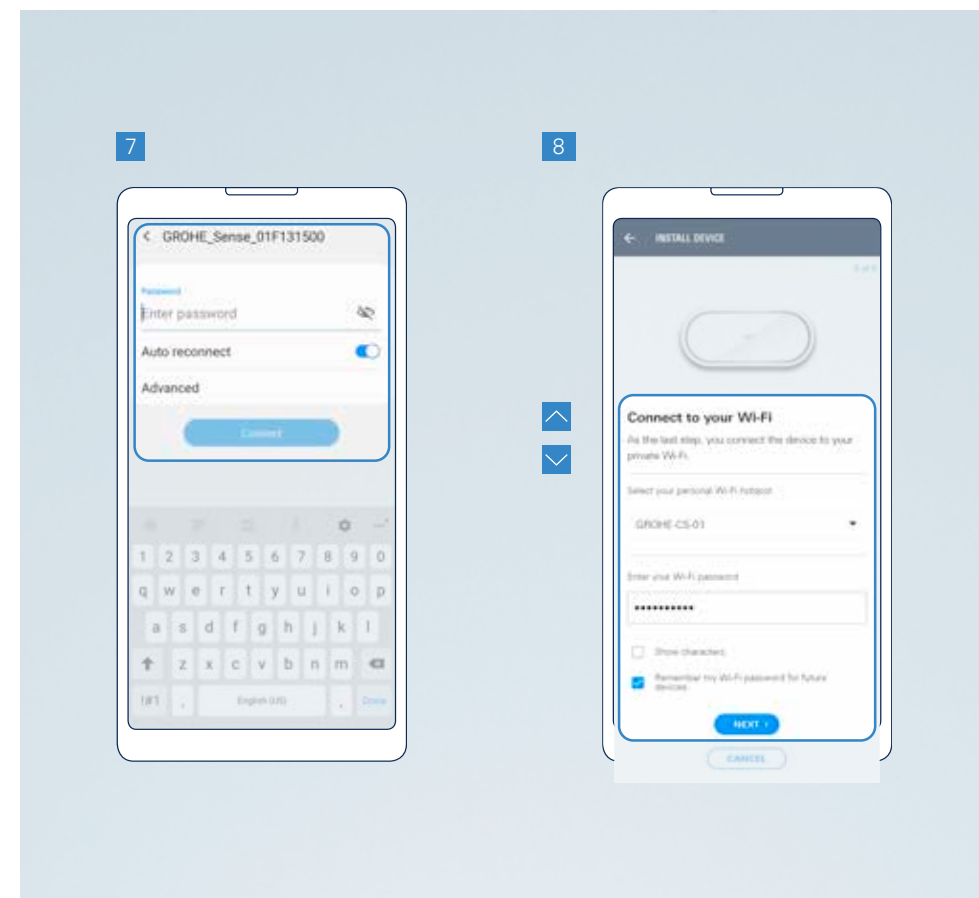 7
GROHE_Sense_01F131500
Password
Enter password
Auto reconnect
Advanced
Connect
1 2 3 4 5 6 7 8 9 0
q w e r t y u i o p
a s d f g h j k l
z x c v b n m
!#1 , English (US) . Done
8
INSTALL DEVICE
Connect to your Wi-Fi
As the last step, you connect the device to your
private Wi-Fi.
Select your personal Wi-Fi hotspot
GROHE-CS-03
Enter your Wi-Fi password
••••••••••
Show characters
Remember my Wi-Fi password for future
devices
NEXT ›
CANCEL